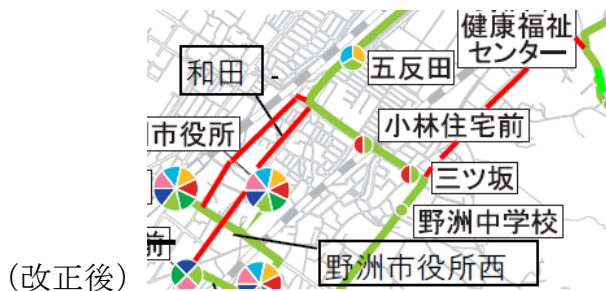 健康福祉
センター
五反田
和田
小林住宅前
市役所
三ツ坂
野洲中学校
前
野洲市役所西
(改正後)